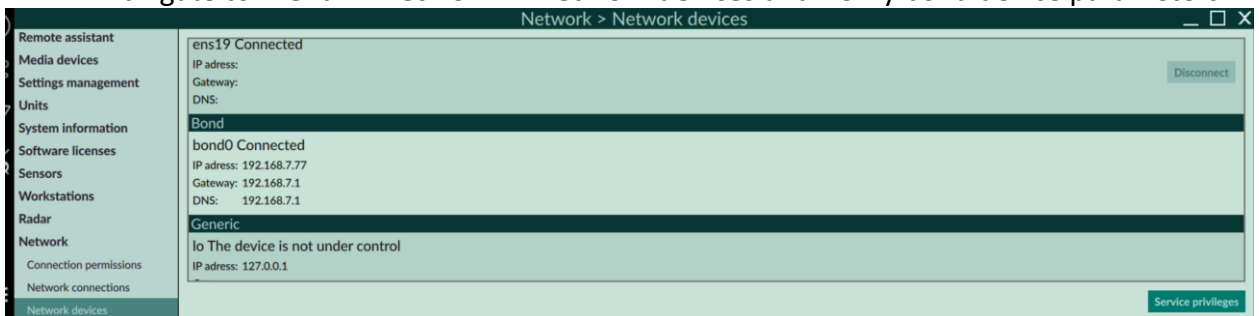 Network > Network devices
Remote assistant
Media devices
Settings management
Units
System information
Software licenses
Sensors
Workstations
Radar
Network
Connection permissions
Network connections
Network devices
ens19 Connected
IP adress:
Gateway:
DNS:
Disconnect
Bond
bond0 Connected
IP adress: 192.168.7.77
Gateway: 192.168.7.1
DNS: 192.168.7.1
Generic
lo The device is not under control
IP adress: 127.0.0.1
Service privileges